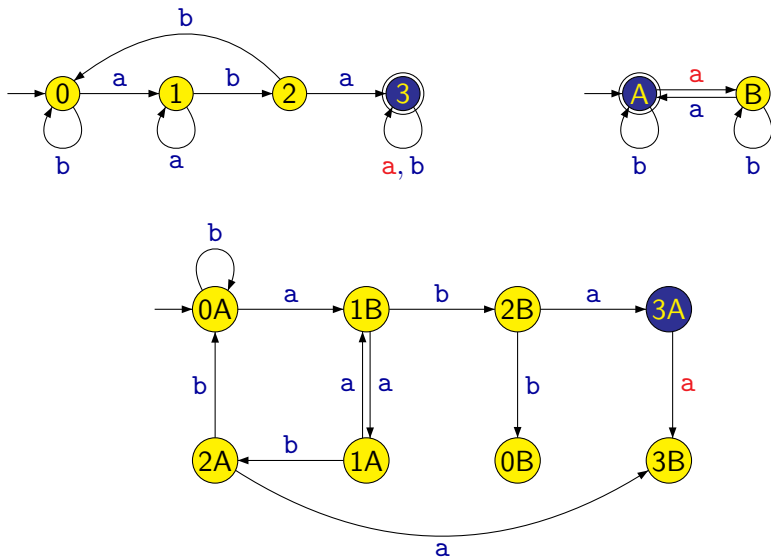 b
0 a 1 b 2 a 3
b a a, b
A a B
a
b b
b
0A a 1B b 2B a 3A
b a a b a
2A b 1A 0B 3B
a